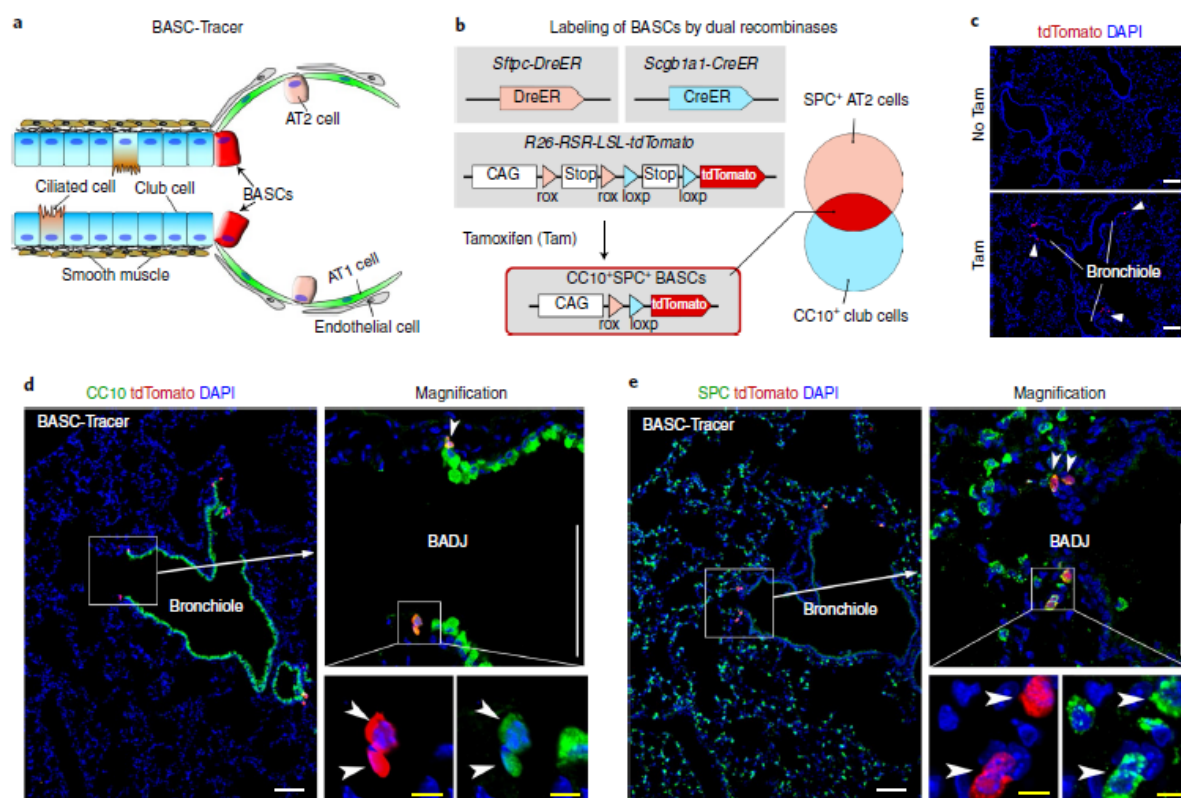 a
BASC-Tracer
AT2 cell
Ciliated cell
Club cell
BASCs
Smooth muscle
AT1 cell
Endothelial cell
b
Labeling of BASCs by dual recombinases
Sftpc-DreER
DreER
Scgb1a1-CreER
CreER
R26-RSR-LSL-tdTomato
CAG
Stop
Stop
tdTomato
rox
rox
loxp
loxp
Tamoxifen (Tam)
CC10+SPC+ BASCs
CAG
tdTomato
rox
loxp
SPC+ AT2 cells
CC10+ club cells
c
tdTomato DAPI
No Tam
Tam
Bronchiole
d
CC10 tdTomato DAPI
Magnification
BASC-Tracer
Bronchiole
BADJ
e
SPC tdTomato DAPI
Magnification
BASC-Tracer
Bronchiole
BADJ